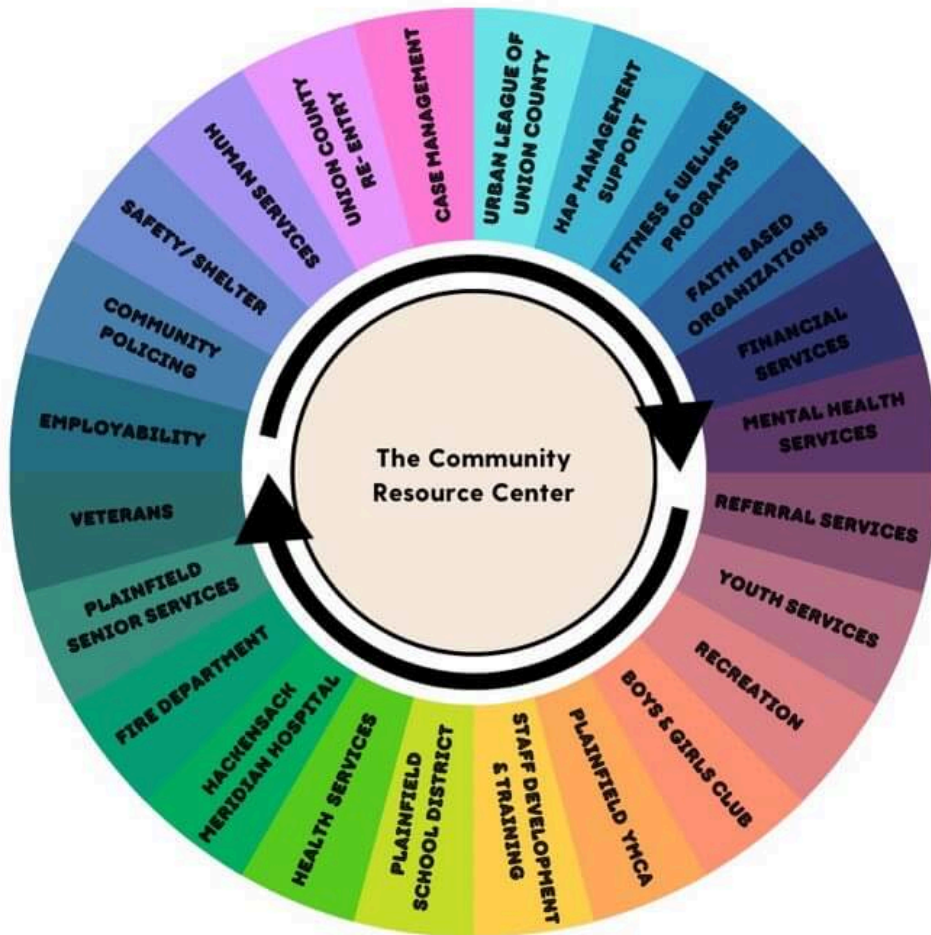 URBAN LEAGUE OF
UNION COUNTY
HAP MANAGEMENT
SUPPORT
FITNESS & WELLNESS
PROGRAMS
FAITH BASED
ORGANIZATIONS
FINANCIAL
SERVICES
MENTAL HEALTH
SERVICES
REFERRAL SERVICES
YOUTH SERVICES
RECREATION
BOYS & GIRLS CLUB
PLAINFIELD YMCA
STAFF DEVELOPMENT
& TRAINING
PLAINFIELD
SCHOOL DISTRICT
HEALTH SERVICES
HACKENSACK
MERIDIAN HOSPITAL
FIRE DEPARTMENT
PLAINFIELD
SENIOR SERVICES
VETERANS
EMPLOYABILITY
COMMUNITY
POLICING
SAFETY/ SHELTER
HUMAN SERVICES
UNION COUNTY
RE- ENTRY
CASE MANAGEMENT
The Community
Resource Center